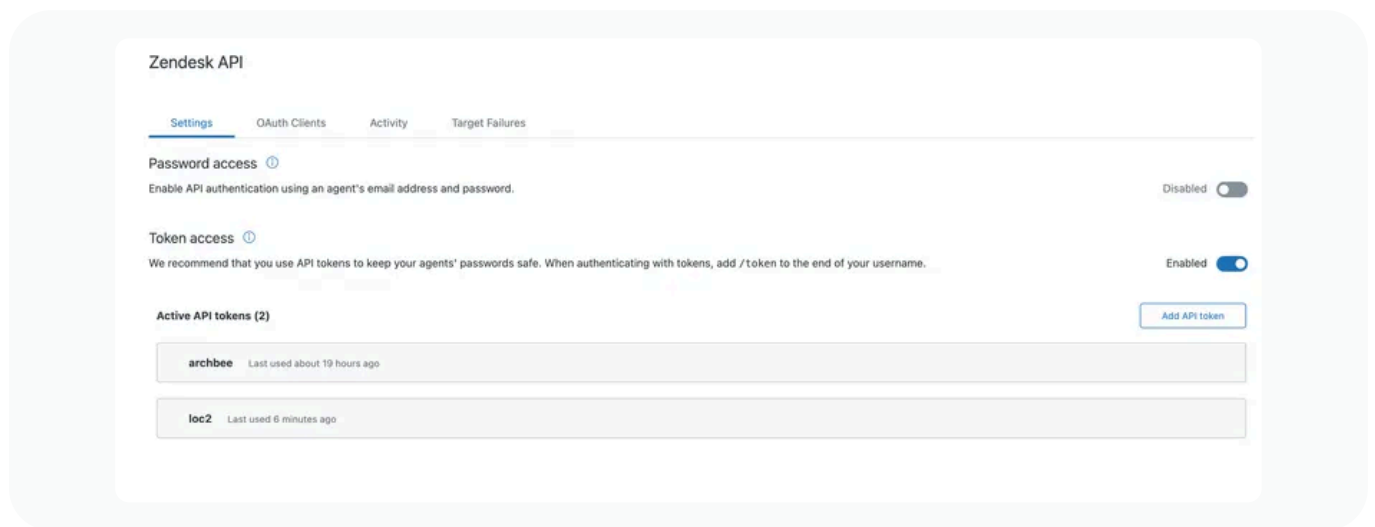 Zendesk API
Settings OAuth Clients Activity Target Failures
Password access
Enable API authentication using an agent's email address and password.
Disabled
Token access
We recommend that you use API tokens to keep your agents' passwords safe. When authenticating with tokens, add /token to the end of your username.
Enabled
Active API tokens (2)
Add API token
archbee Last used about 19 hours ago
loc2 Last used 6 minutes ago